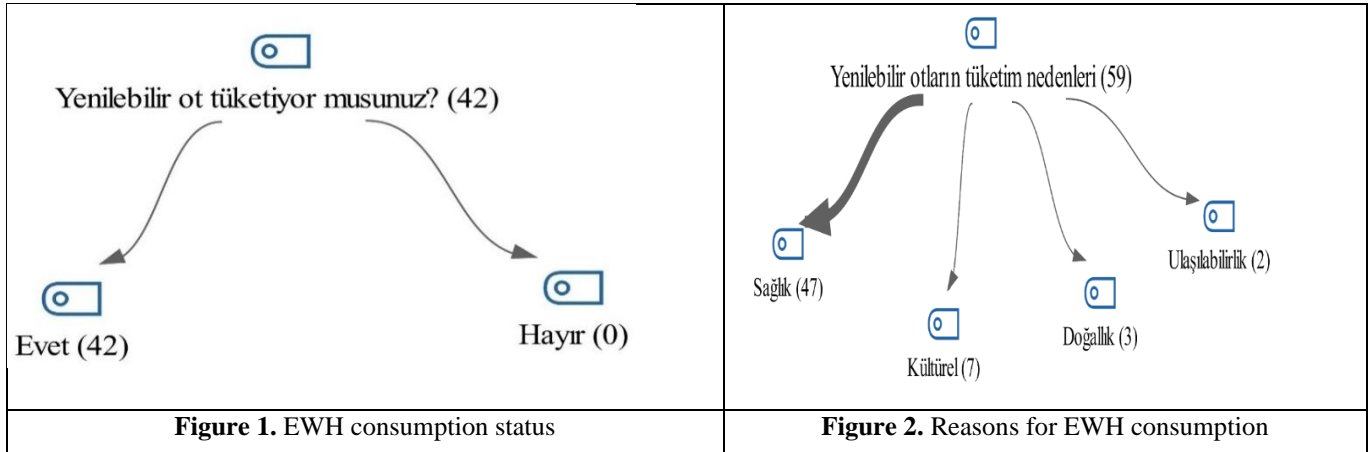 Yenilebilir ot tüketiyor musunuz? (42)
Evet (42)
Hayır (0)
Figure 1. EWH consumption status
Yenilebilir otların tüketim nedenleri (59)
Sağlık (47)
Kültürel (7)
Doğallık (3)
Ulaşılabilirlik (2)
Figure 2. Reasons for EWH consumption